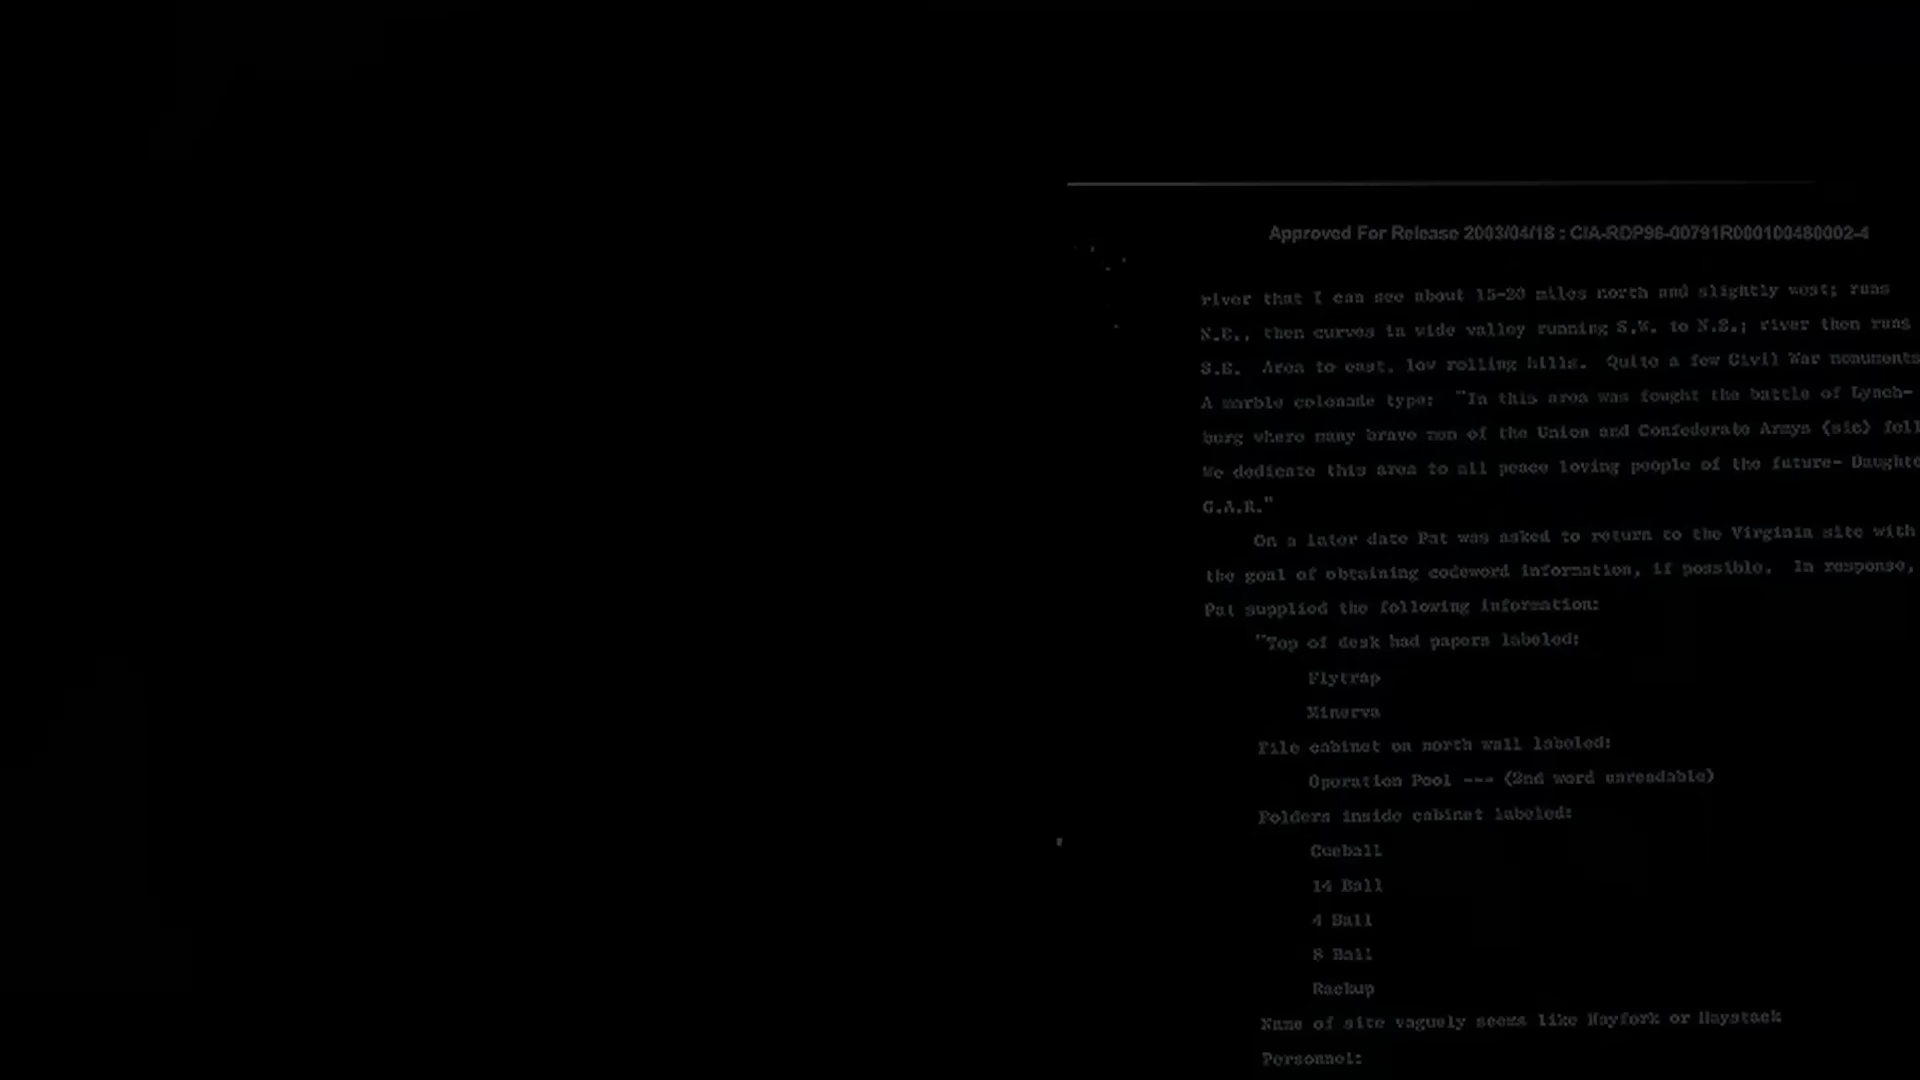 Approved For Release 2003/04/18 : CIA-RDP96-00791R000100480002-4
river that I can see about 15-20 miles north and slightly west; runs
N.E., then curves in wide valley running S.W. to N.E.; river then runs
S.E. Area to east, low rolling hills. Quite a few Civil War monuments
A marble colonade type: "In this area was fought the battle of Lynch-
burg where many brave men of the Union and Confederate Armys (sic) fell
We dedicate this area to all peace loving people of the future- Daughte
G.A.R."
On a later date Pat was asked to return to the Virginia site with
the goal of obtaining codeword information, if possible. In response,
Pat supplied the following information:
"Top of desk had papers labeled:
Flytrap
Minerva
File cabinet on north wall labeled:
Operation Pool --- (2nd word unreadable)
Folders inside cabinet labeled:
Cueball
14 Ball
4 Ball
8 Ball
Rackup
Name of site vaguely seems like Hayfork or Haystack
Personnel: